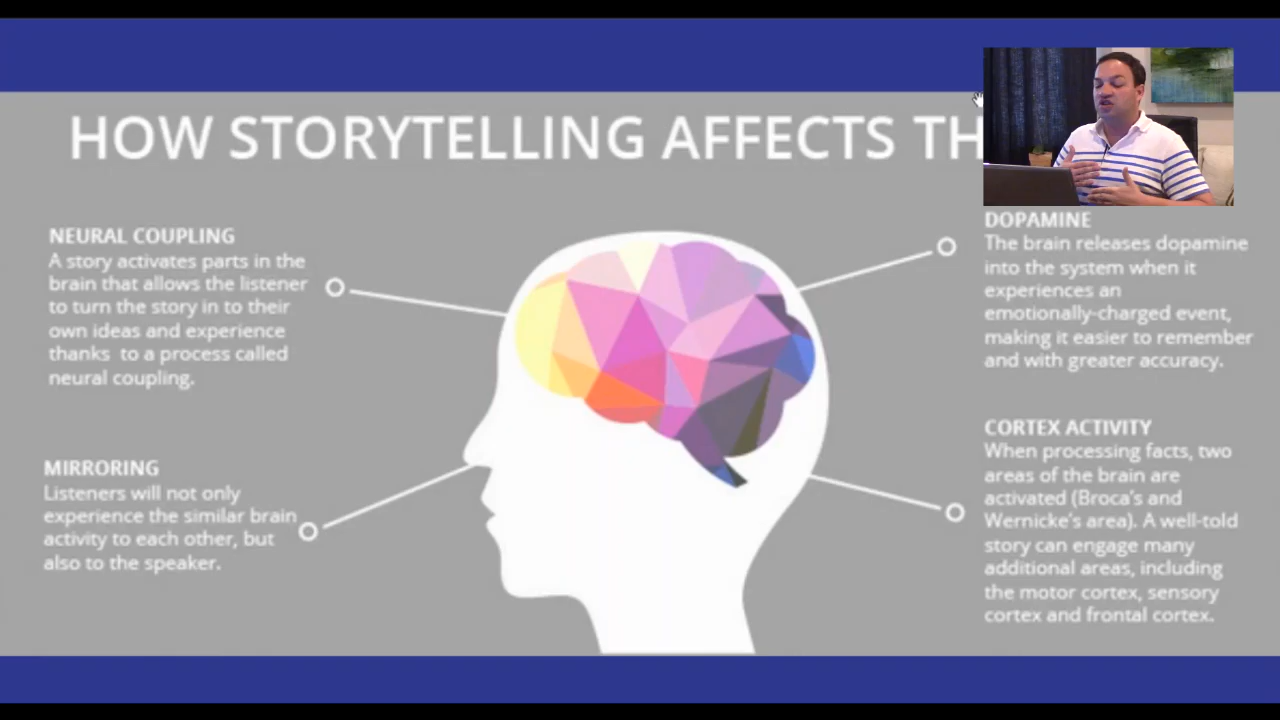 HOW STORYTELLING AFFECTS
NEURAL COUPLING
A story activates parts in the
brain that allows the listener
to turn the story in to their
own ideas and experience
thanks to a process called
neural coupling.
MIRRORING
Listeners will not only
experience the similar brain
activity to each other, but
also to the speaker.
DOPAMINE
The brain releases dopamine
into the system when it
experiences an
emotionally-charged event,
making it easier to remember
and with greater accuracy.
CORTEX ACTIVITY
When processing facts, two
areas of the brain are
activated (Broca's and
Wernicke's area). A well-told
story can engage many
additional areas, including
the motor cortex, sensory
cortex and frontal cortex.